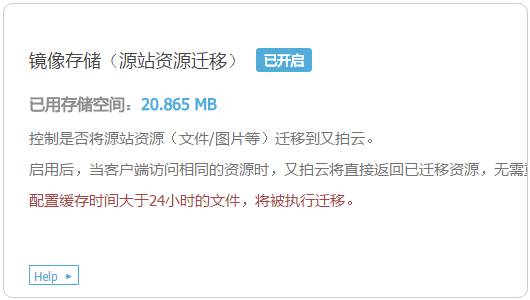 镜像存储（源站资源迁移） 已开启
已用存储空间：20.865 MB
控制是否将源站资源（文件/图片等）迁移到又拍云。
启用后，当客户端访问相同的资源时，又拍云将直接返回已迁移资源，无需
配置缓存时间大于24小时的文件，将被执行迁移。
Help ►